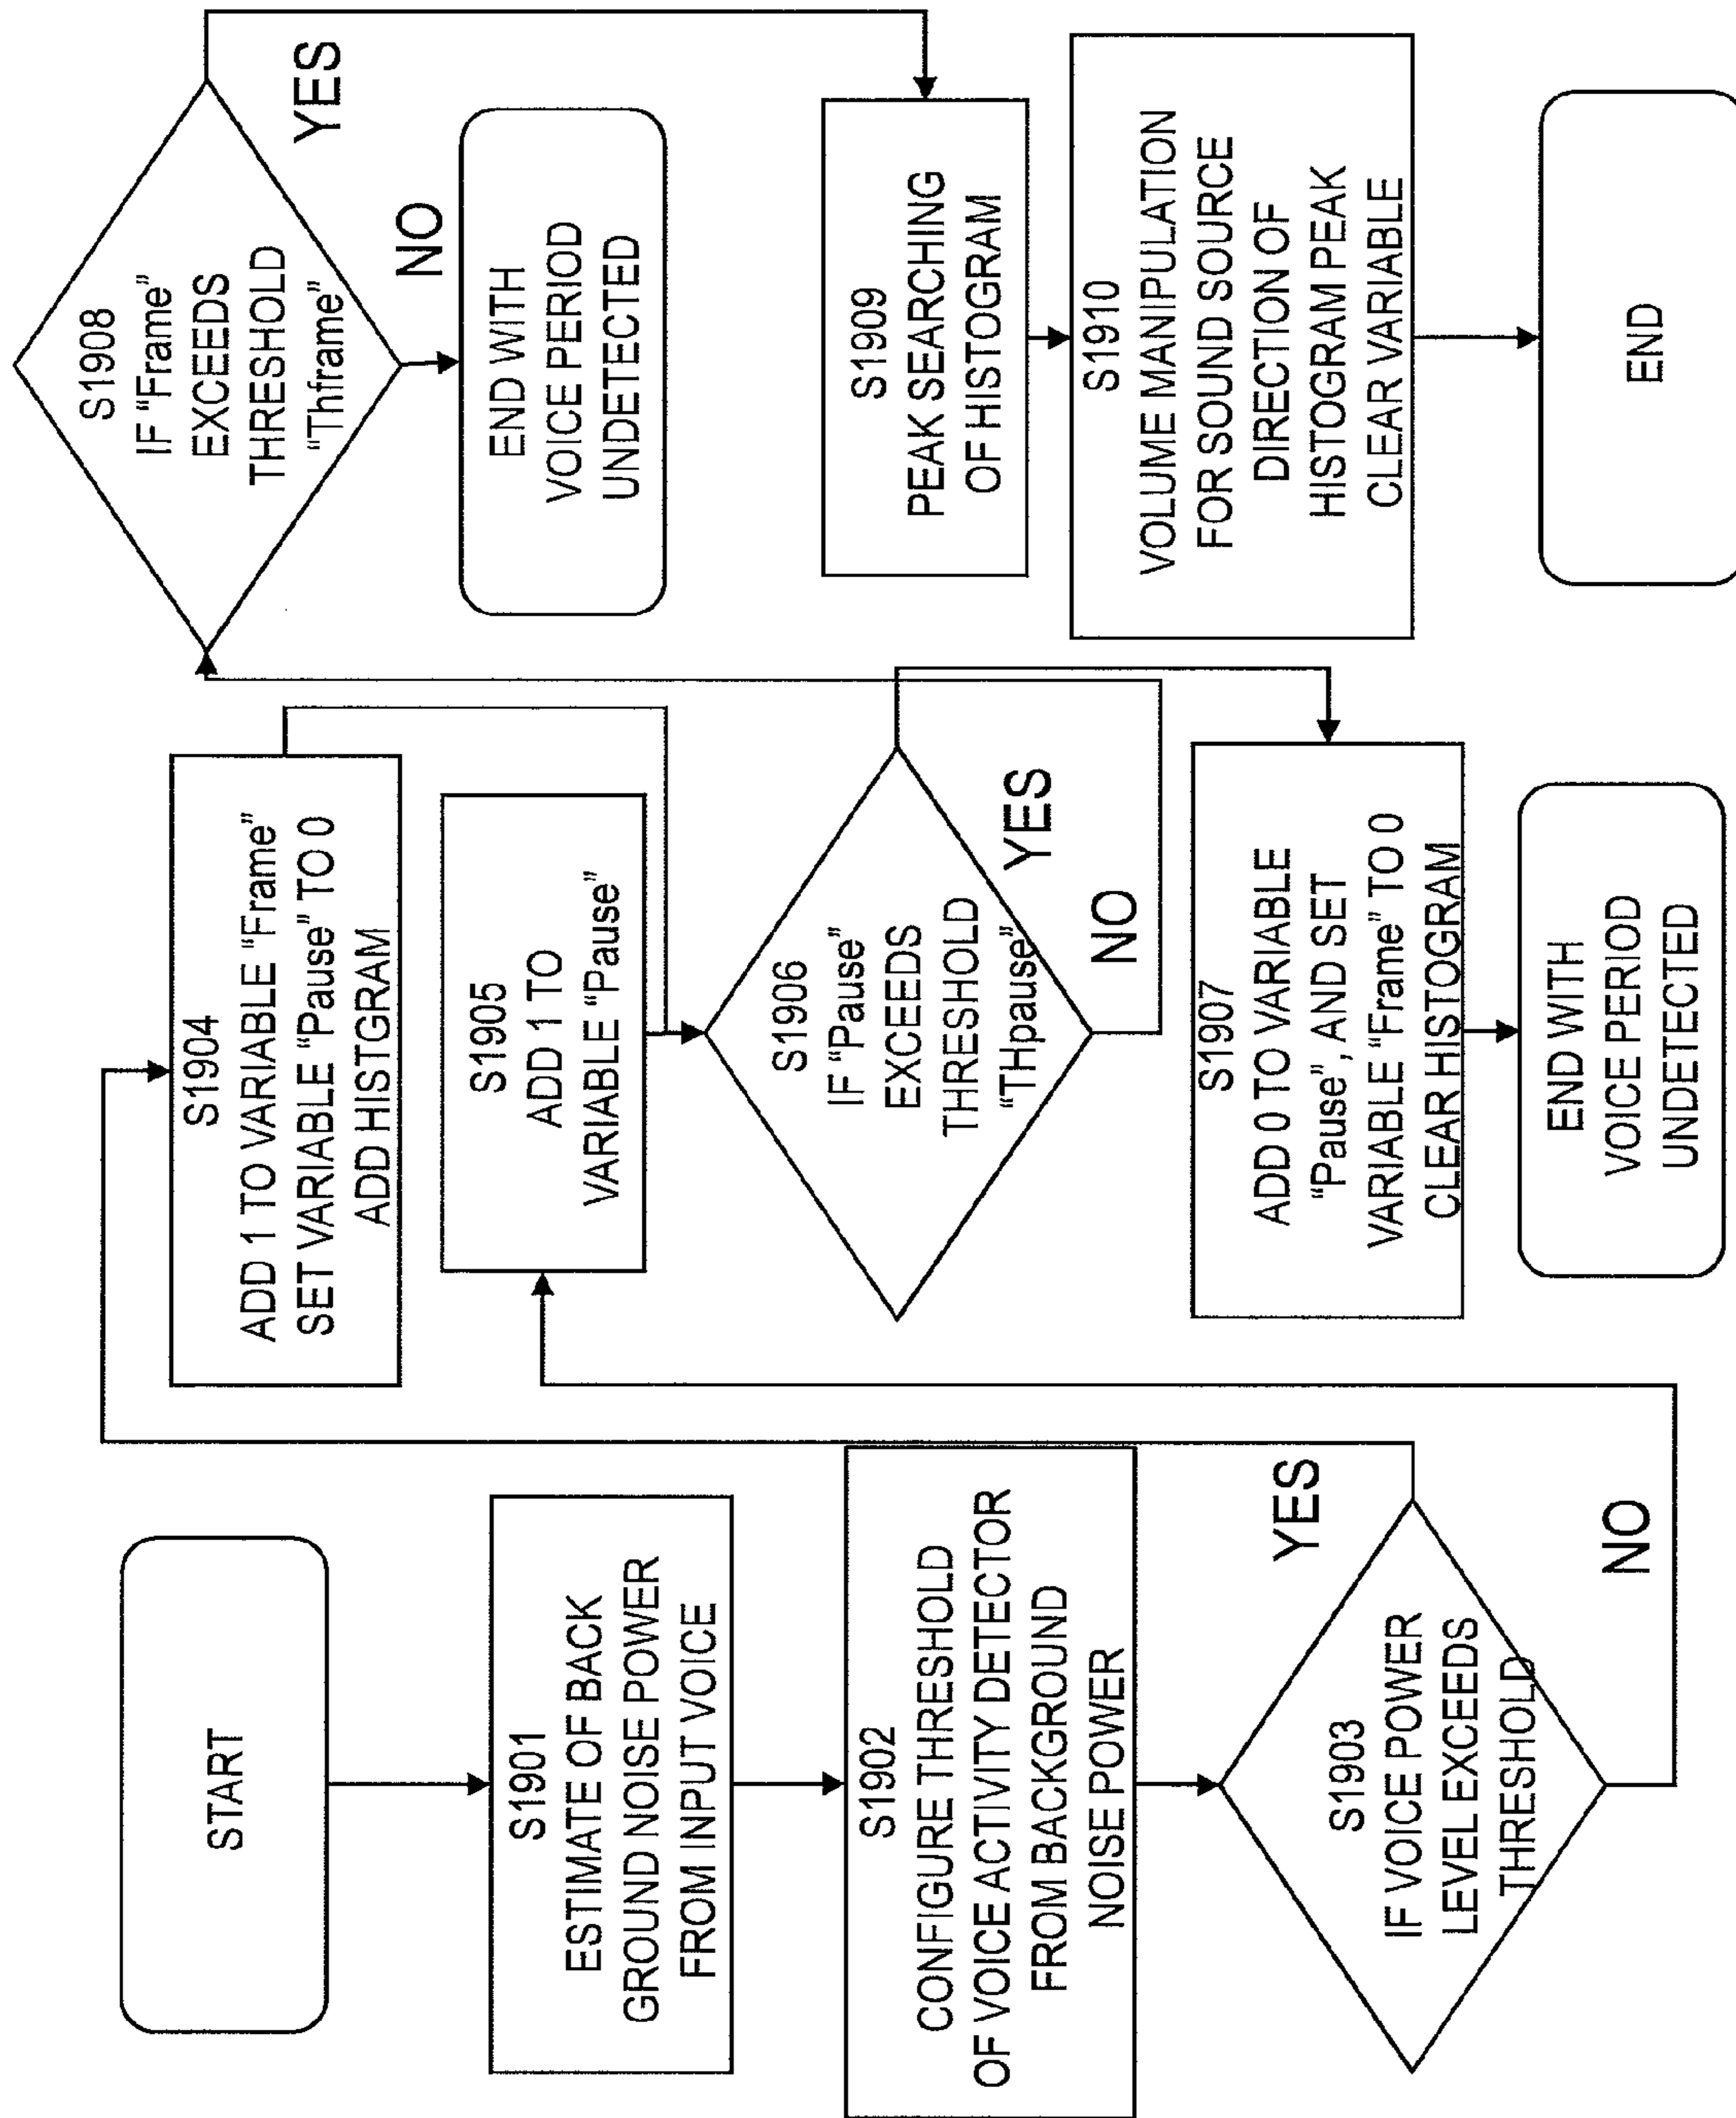 START
S1901
ESTIMATE OF BACK
GROUND NOISE POWER
FROM INPUT VOICE
S1902
CONFIGURE THRESHOLD
OF VOICE ACTIVITY DETECTOR
FROM BACKGROUND
NOISE POWER
S1903
IF VOICE POWER
LEVEL EXCEEDS
THRESHOLD
YES
NO
S1904
ADD 1 TO VARIABLE “Frame”
SET VARIABLE “Pause” TO 0
ADD HISTGRAM
S1905
ADD 1 TO
VARIABLE “Pause”
S1906
IF “Pause”
EXCEEDS
THRESHOLD
“THpause”
YES
NO
S1907
ADD 0 TO VARIABLE
“Pause”, AND SET
VARIABLE “Frame” TO 0
CLEAR HISTOGRAM
END WITH
VOICE PERIOD
UNDETECTED
S1908
IF “Frame”
EXCEEDS
THRESHOLD
“Thframe”
YES
NO
END WITH
VOICE PERIOD
UNDETECTED
S1909
PEAK SEARCHING
OF HISTOGRAM
S1910
VOLUME MANIPULATION
FOR SOUND SOURCE
DIRECTION OF
HISTOGRAM PEAK
CLEAR VARIABLE
END